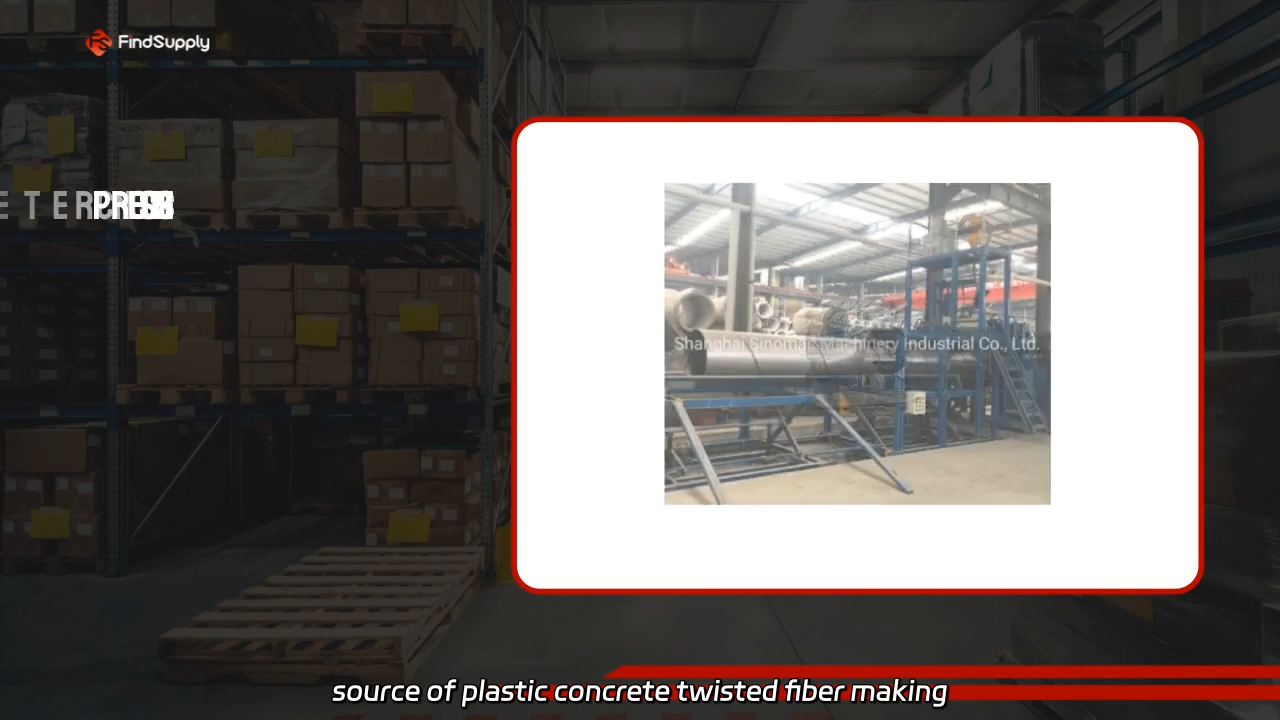 FindSupply
Shanghai Sinomac Machinery Industrial Co., Ltd.
source of plastic concrete twisted fiber making